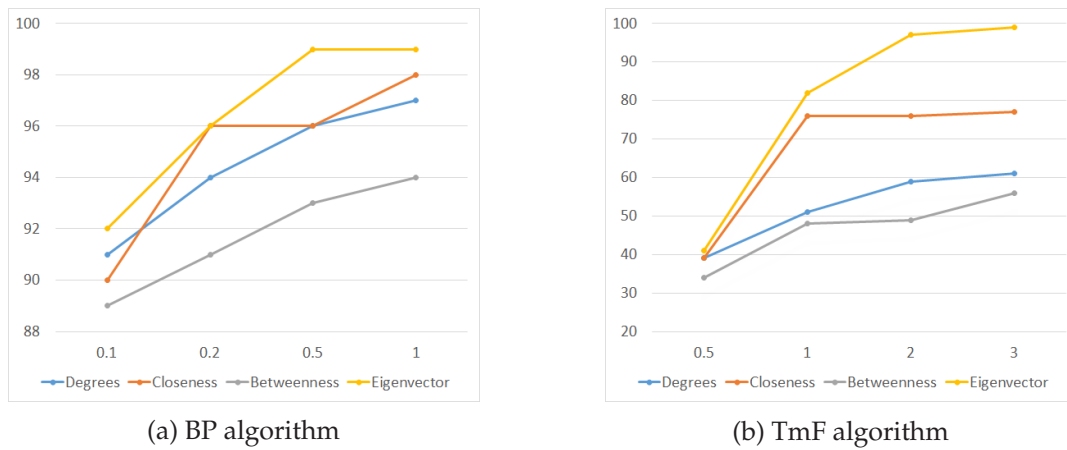 100
98
96
94
92
90
88
0.1 0.2 0.5 1
Degrees Closeness Betweenness Eigenvector
(a) BP algorithm
100
90
80
70
60
50
40
30
20
0.5 1 2 3
Degrees Closeness Betweenness Eigenvector
(b) TmF algorithm